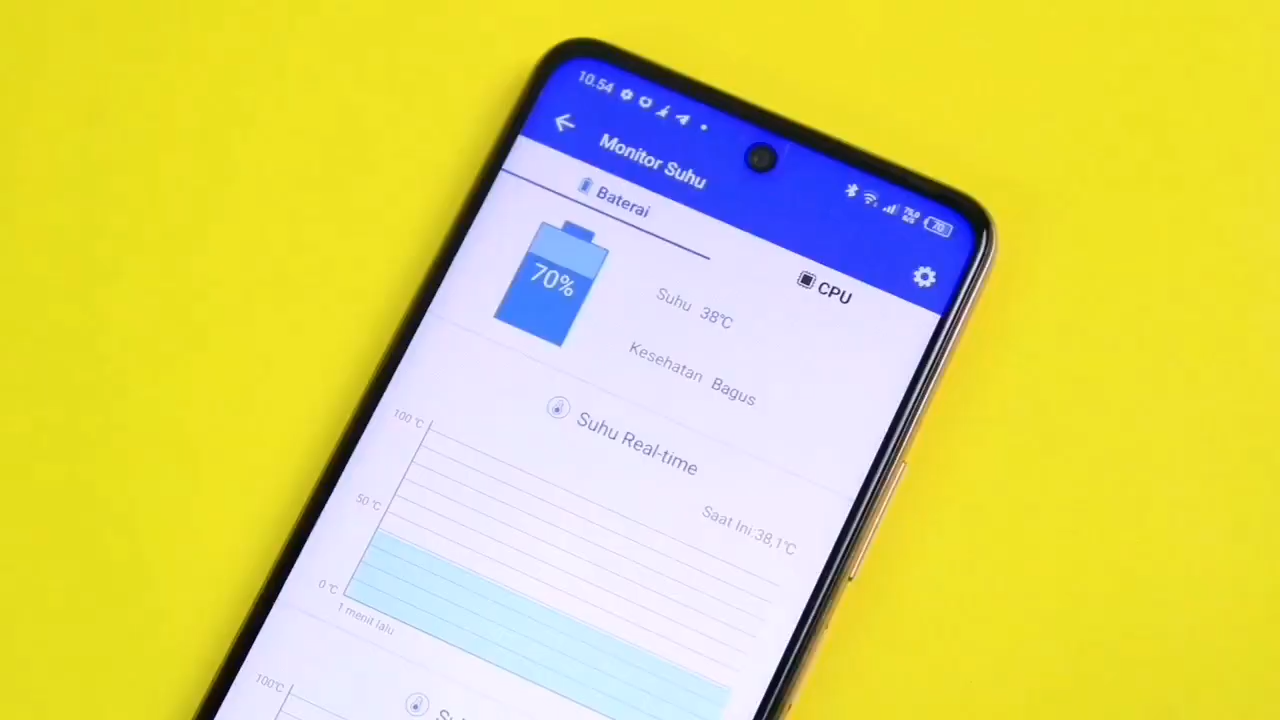 10.54
70
Monitor Suhu
Baterai
CPU
70%
Suhu 38°C
Kesehatan Bagus
Suhu Real-time
100 °C
Saat Ini:38,1°C
50 °C
0 °C
1 menit lalu
100°C